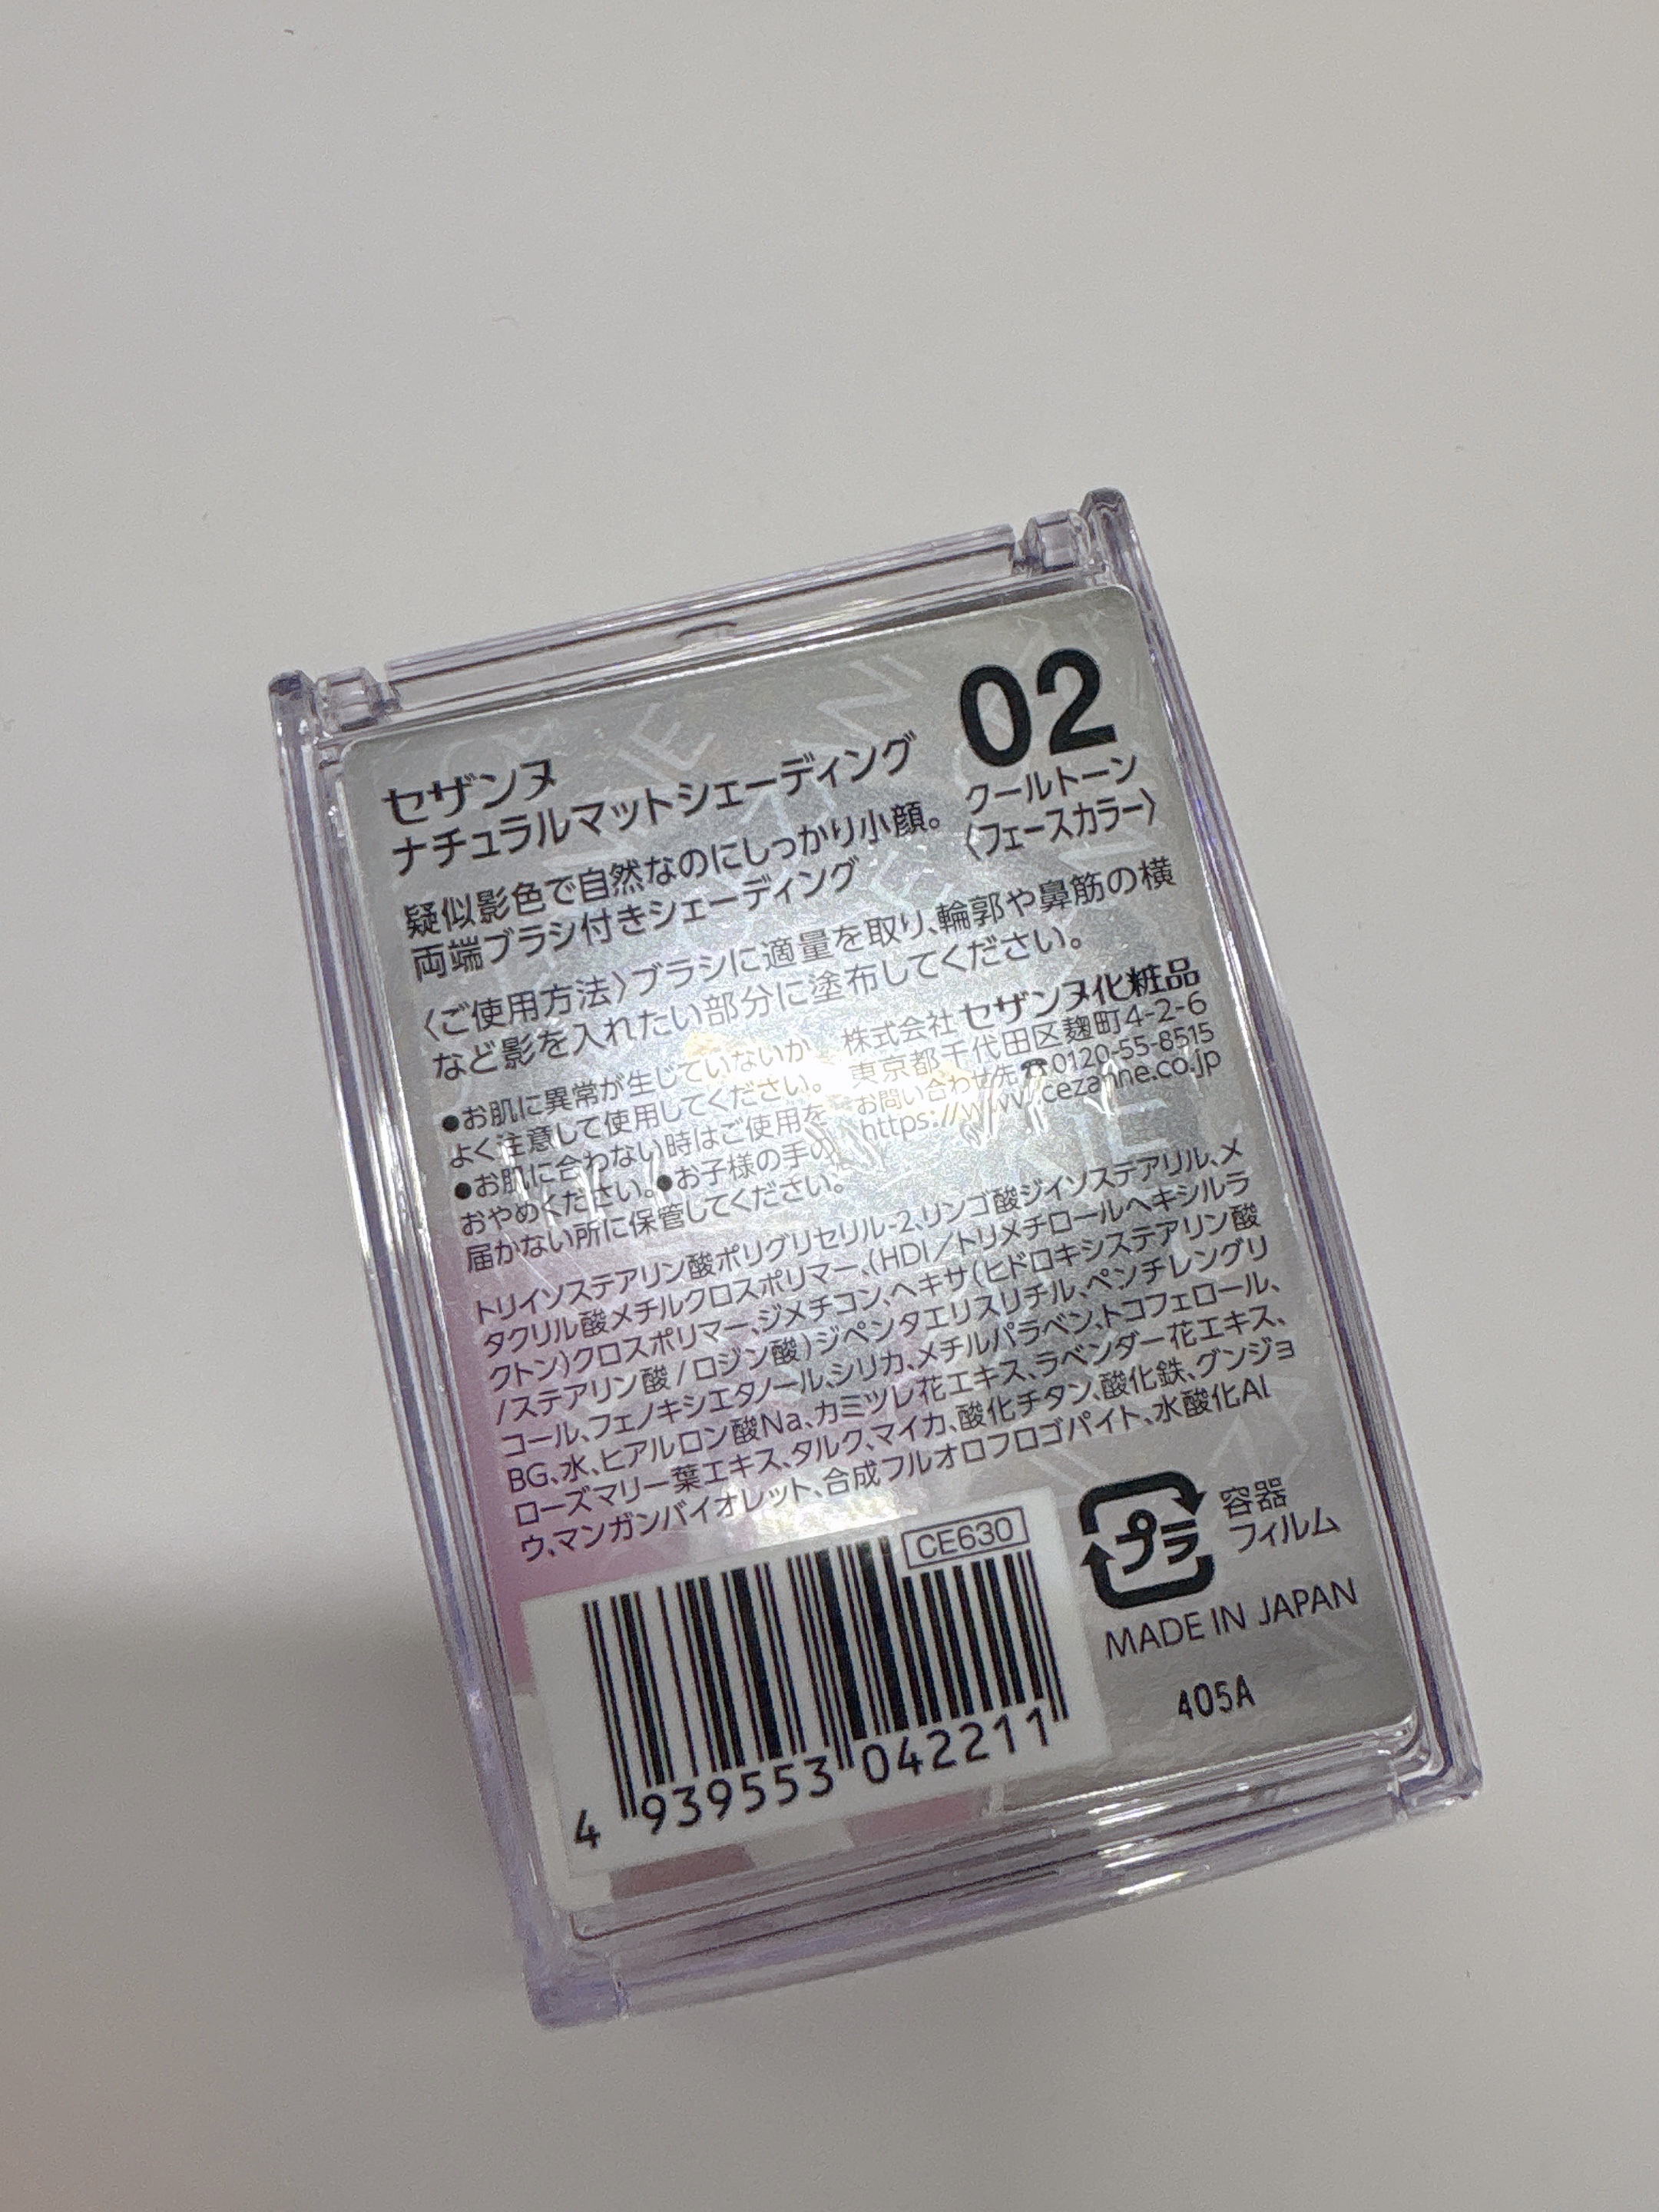 セザンヌ
ナチュラルマットシェーディング
02
クールトーン
〈フェースカラー〉
疑似影色で自然なのにしっかり小顔。
両端ブラシ付きシェーディング
〈ご使用方法〉ブラシに適量を取り、輪郭や鼻筋の横
など影を入れたい部分に塗布してください。
●お肌に異常が生じていないか
よく注意して使用してください。
●お肌に合わない時はご使用を
おやめください。●お子様の手の
届かない所に保管してください。
株式会社 セザンヌ化粧品
東京都千代田区麹町4-2-6
お問い合わせ先☎0120-55-8515
https://www.cezanne.co.jp
トリイソステアリン酸ポリグリセリル-2、リンゴ酸ジイソステアリル、メ
タクリル酸メチルクロスポリマー、(HDI/トリメチロールヘキシルラ
クトン)クロスポリマー、ジメチコン、ヘキサ(ヒドロキシステアリン酸
/ステアリン酸/ロジン酸)ジペンタエリスリチル、ペンチレングリ
コール、フェノキシエタノール、シリカ、メチルパラベン、トコフェロール、
BG、水、ヒアルロン酸Na、カミツレ花エキス、ラベンダー花エキス、
ローズマリー葉エキス、タルク、マイカ、酸化チタン、酸化鉄、グンジョ
ウ、マンガンバイオレット、合成フルオロフロゴパイト、水酸化Al
CE630
4 939553 042211
プラ
容器
フィルム
MADE IN JAPAN
405A